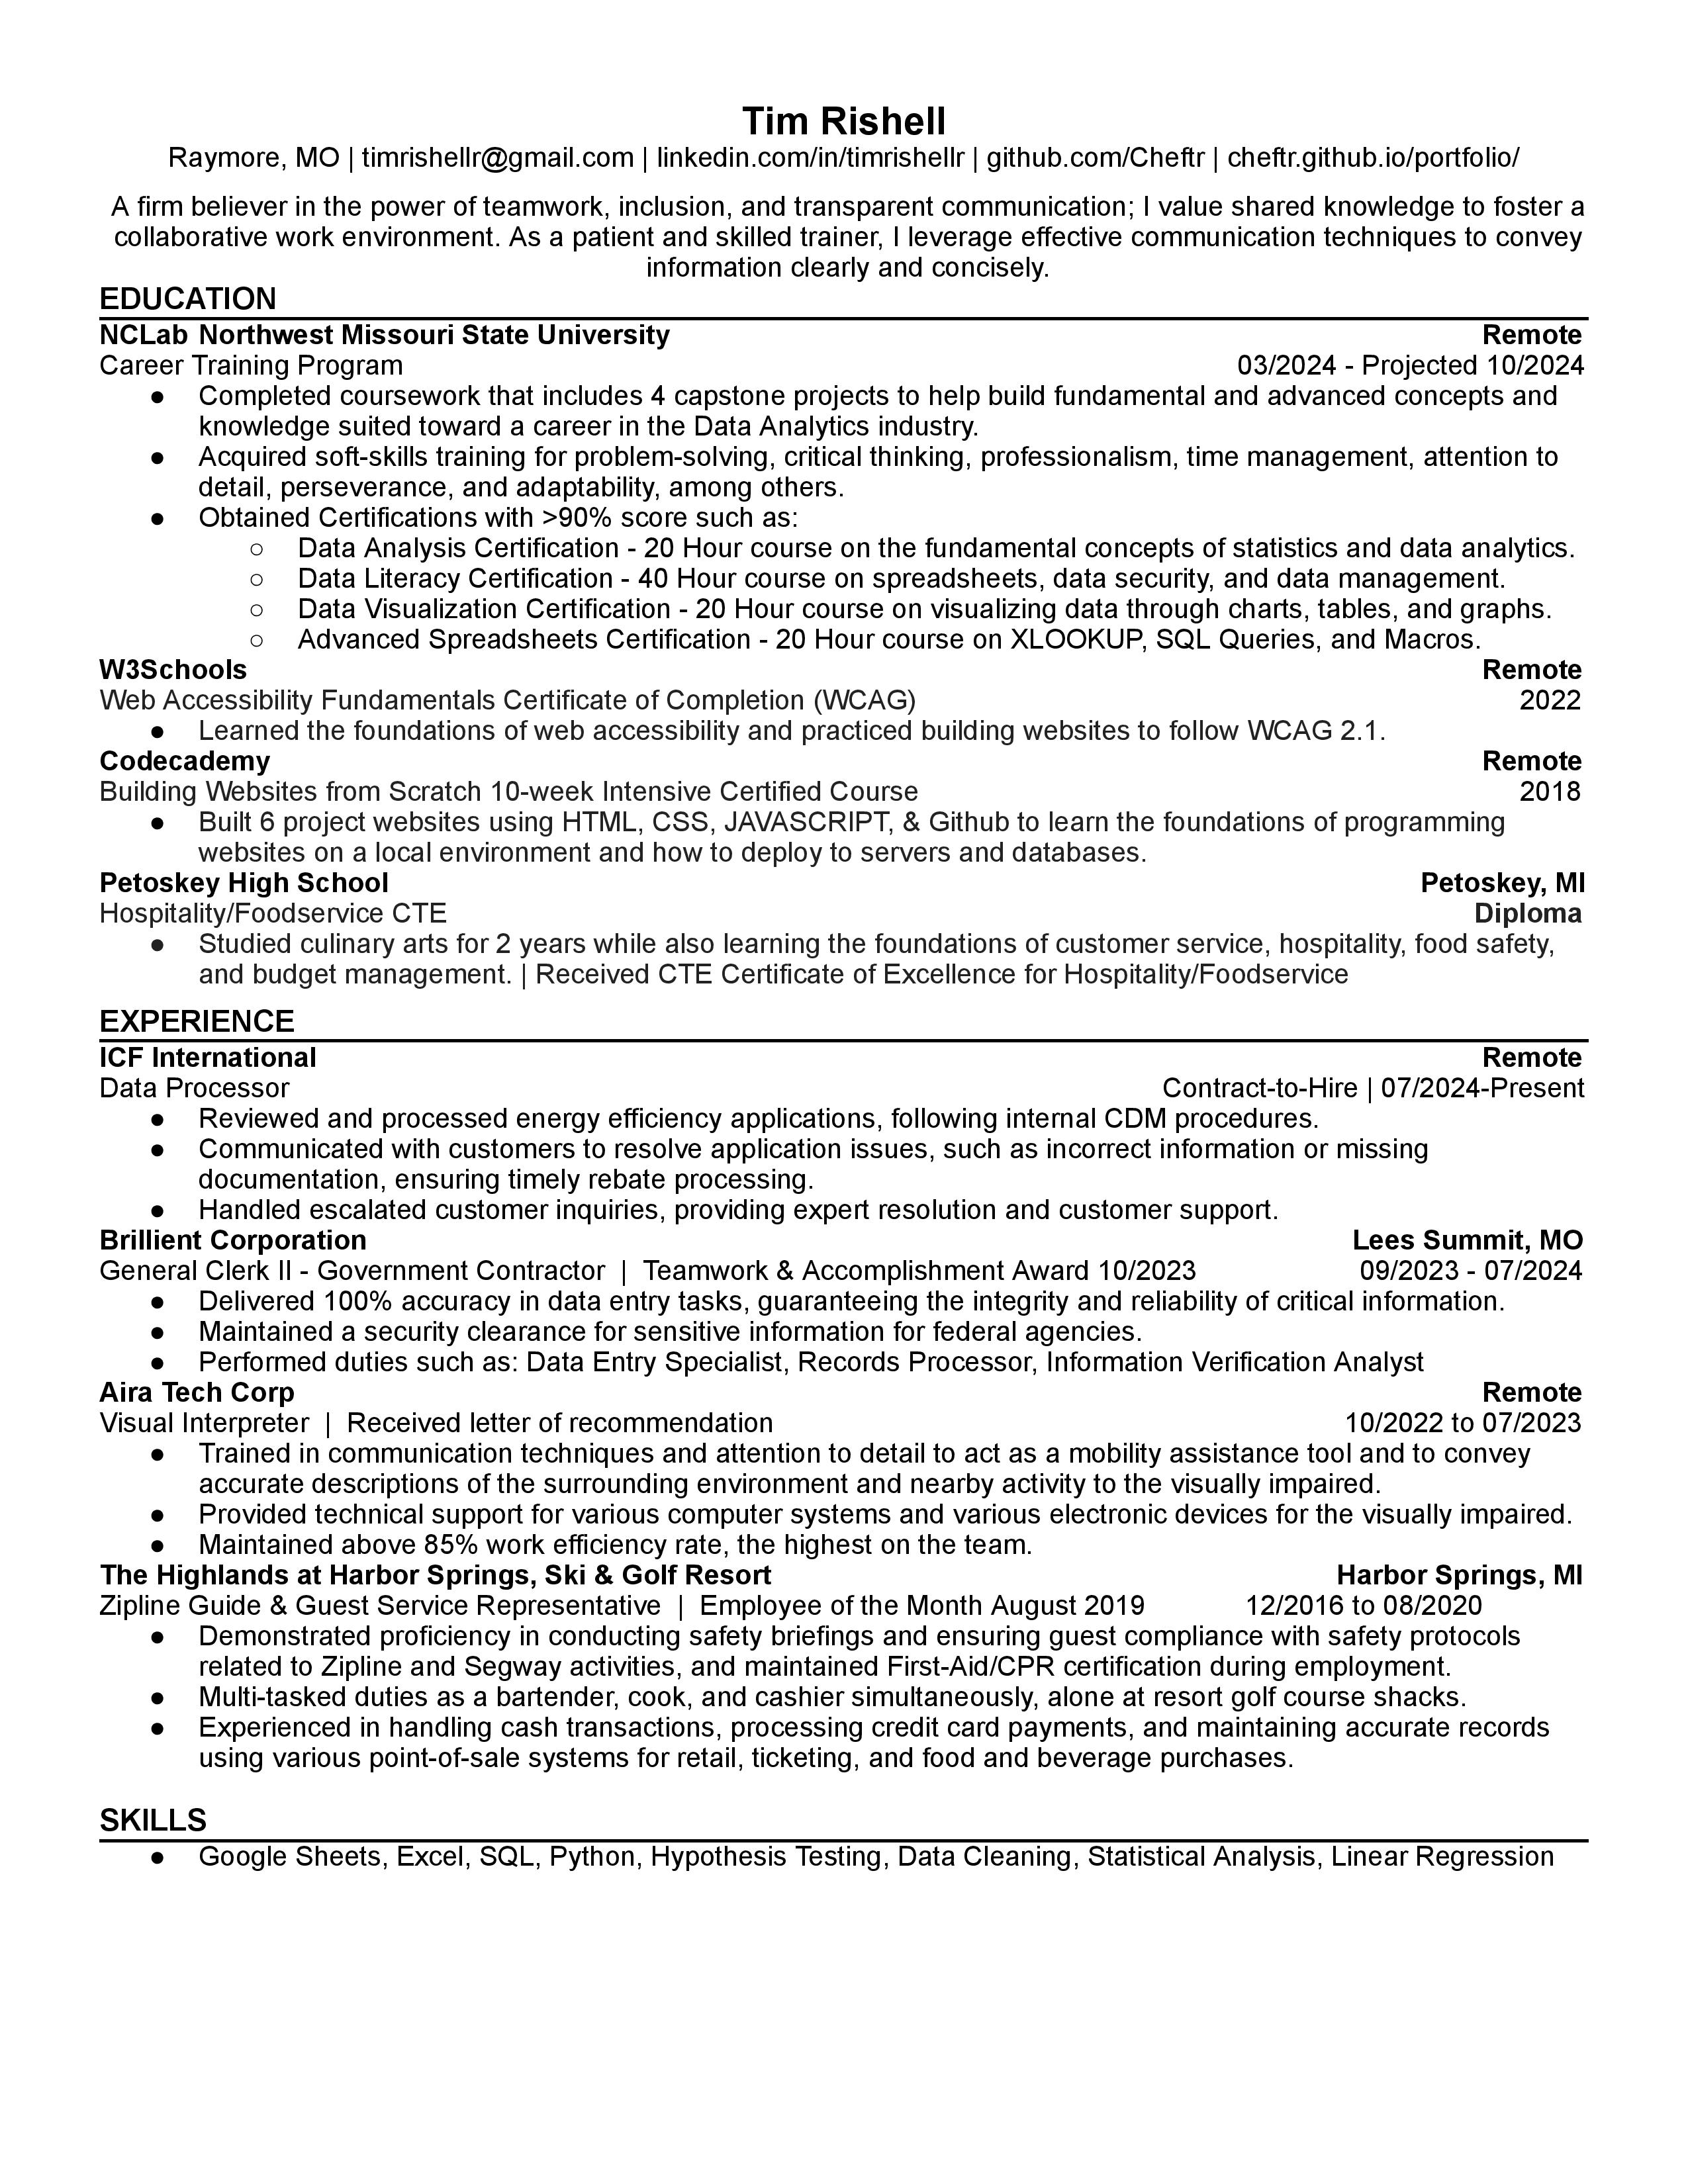 Tim Rishell
Raymore, MO | timrishellr@gmail.com | linkedin.com/in/timrishellr | github.com/Cheftr | cheftr.github.io/portfolio/
A firm believer in the power of teamwork, inclusion, and transparent communication; I value shared knowledge to foster a
collaborative work environment. As a patient and skilled trainer, I leverage effective communication techniques to convey
information clearly and concisely.
EDUCATION
NCLab Northwest Missouri State University Remote
Career Training Program 03/2024 - Projected 10/2024
● Completed coursework that includes 4 capstone projects to help build fundamental and advanced concepts and
knowledge suited toward a career in the Data Analytics industry.
● Acquired soft-skills training for problem-solving, critical thinking, professionalism, time management, attention to
detail, perseverance, and adaptability, among others.
● Obtained Certifications with >90% score such as:
○ Data Analysis Certification - 20 Hour course on the fundamental concepts of statistics and data analytics.
○ Data Literacy Certification - 40 Hour course on spreadsheets, data security, and data management.
○ Data Visualization Certification - 20 Hour course on visualizing data through charts, tables, and graphs.
○ Advanced Spreadsheets Certification - 20 Hour course on XLOOKUP, SQL Queries, and Macros.
W3Schools Remote
Web Accessibility Fundamentals Certificate of Completion (WCAG) 2022
● Learned the foundations of web accessibility and practiced building websites to follow WCAG 2.1.
Codecademy Remote
Building Websites from Scratch 10-week Intensive Certified Course 2018
● Built 6 project websites using HTML, CSS, JAVASCRIPT, & Github to learn the foundations of programming
websites on a local environment and how to deploy to servers and databases.
Petoskey High School Petoskey, MI
Hospitality/Foodservice CTE Diploma
● Studied culinary arts for 2 years while also learning the foundations of customer service, hospitality, food safety,
and budget management. | Received CTE Certificate of Excellence for Hospitality/Foodservice
EXPERIENCE
ICF International Remote
Data Processor Contract-to-Hire | 07/2024-Present
● Reviewed and processed energy efficiency applications, following internal CDM procedures.
● Communicated with customers to resolve application issues, such as incorrect information or missing
documentation, ensuring timely rebate processing.
● Handled escalated customer inquiries, providing expert resolution and customer support.
Brillient Corporation Lees Summit, MO
General Clerk II - Government Contractor | Teamwork & Accomplishment Award 10/2023 09/2023 - 07/2024
● Delivered 100% accuracy in data entry tasks, guaranteeing the integrity and reliability of critical information.
● Maintained a security clearance for sensitive information for federal agencies.
● Performed duties such as: Data Entry Specialist, Records Processor, Information Verification Analyst
Aira Tech Corp Remote
Visual Interpreter | Received letter of recommendation 10/2022 to 07/2023
● Trained in communication techniques and attention to detail to act as a mobility assistance tool and to convey
accurate descriptions of the surrounding environment and nearby activity to the visually impaired.
● Provided technical support for various computer systems and various electronic devices for the visually impaired.
● Maintained above 85% work efficiency rate, the highest on the team.
The Highlands at Harbor Springs, Ski & Golf Resort Harbor Springs, MI
Zipline Guide & Guest Service Representative | Employee of the Month August 2019 12/2016 to 08/2020
● Demonstrated proficiency in conducting safety briefings and ensuring guest compliance with safety protocols
related to Zipline and Segway activities, and maintained First-Aid/CPR certification during employment.
● Multi-tasked duties as a bartender, cook, and cashier simultaneously, alone at resort golf course shacks.
● Experienced in handling cash transactions, processing credit card payments, and maintaining accurate records
using various point-of-sale systems for retail, ticketing, and food and beverage purchases.
SKILLS
● Google Sheets, Excel, SQL, Python, Hypothesis Testing, Data Cleaning, Statistical Analysis, Linear Regression